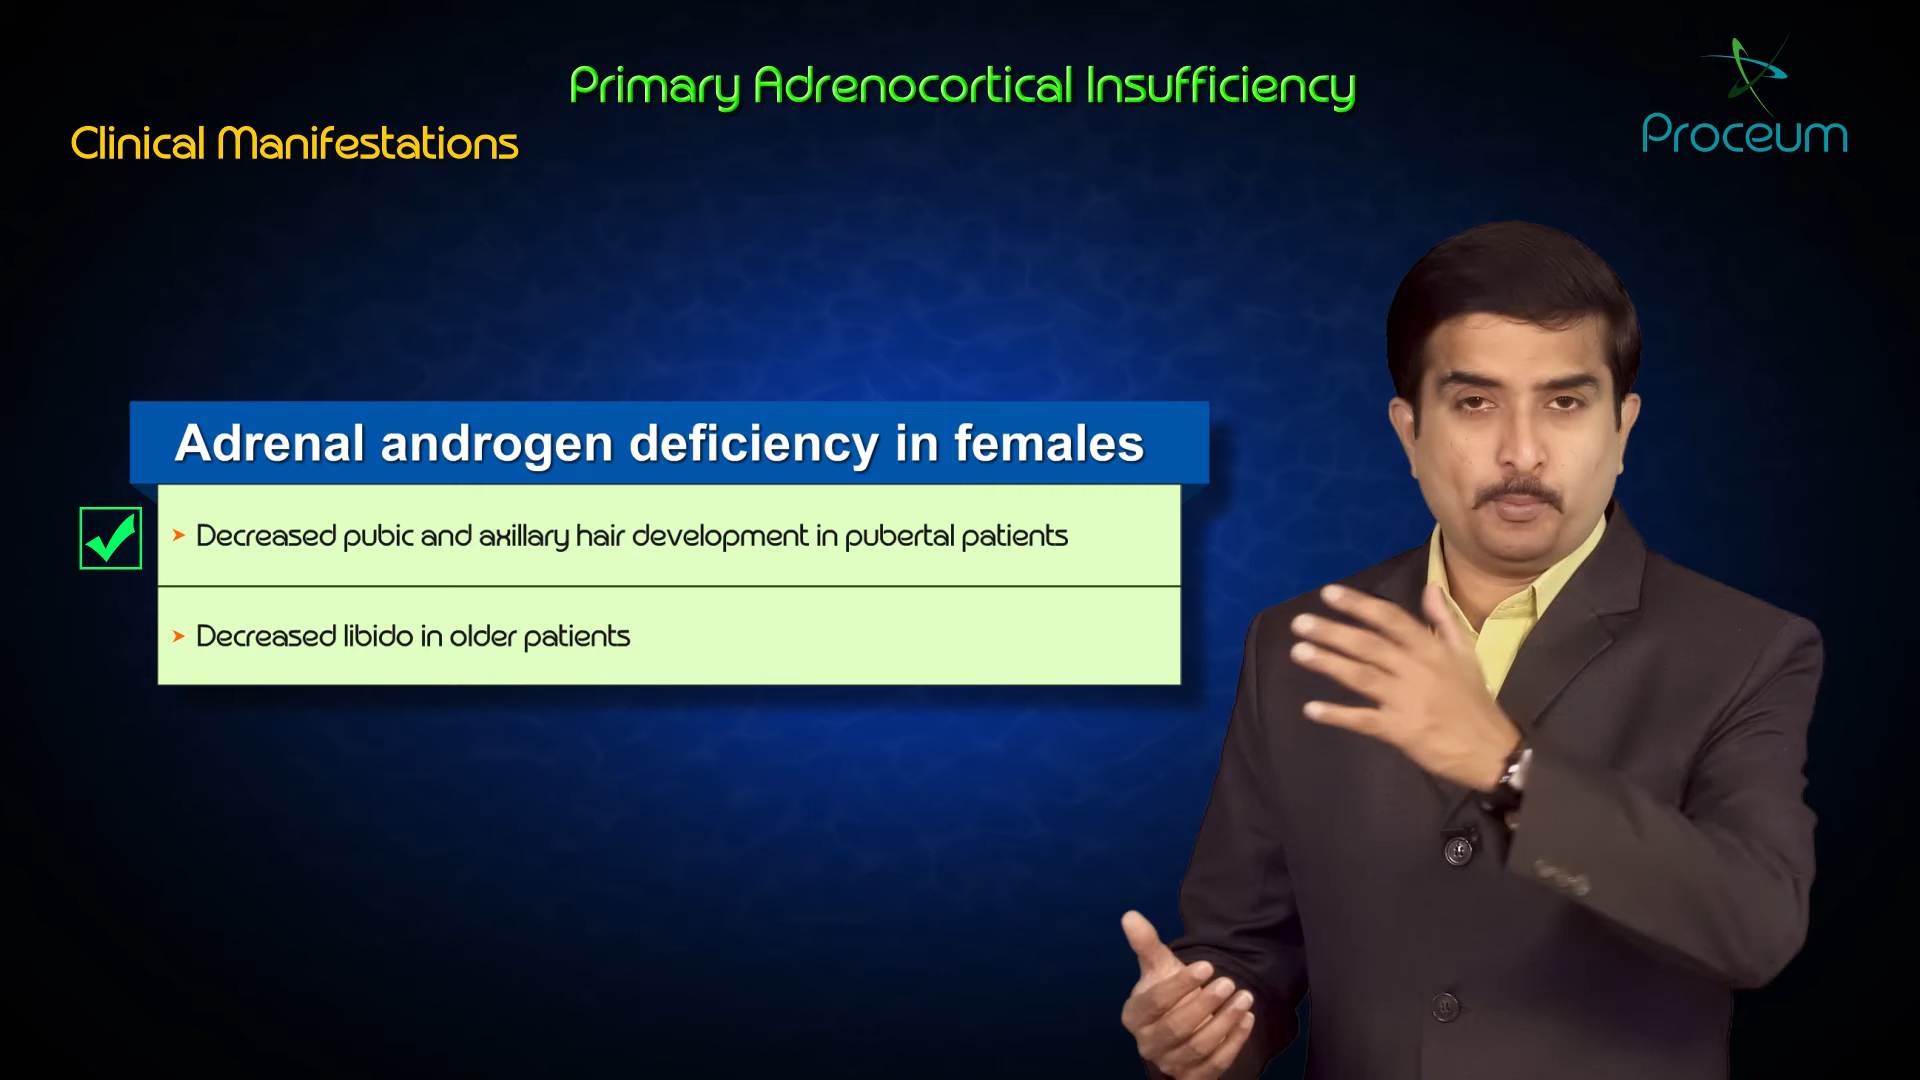 Primary Adrenocortical Insufficiency
Clinical Manifestations
Proceum
Adrenal androgen deficiency in females
Decreased pubic and axillary hair development in pubertal patients
Decreased libido in older patients